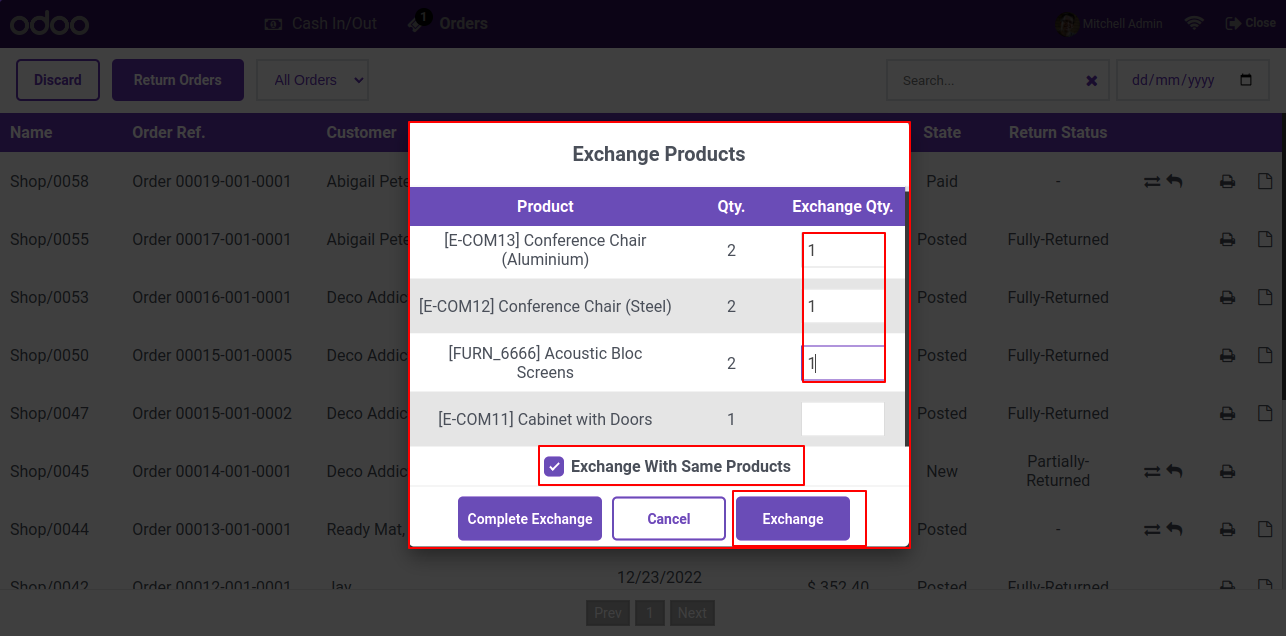 odoo Cash In/Out 1 Orders Mitchell Admin Close
Discard Return Orders All Orders Search... dd/mm/yyyy
Name Order Ref. Customer State Return Status
Shop/0058 Order 00019-001-0001 Abigail Pete Paid -
Shop/0055 Order 00017-001-0001 Abigail Pete Posted Fully-Returned
Shop/0053 Order 00016-001-0001 Deco Addic Posted Fully-Returned
Shop/0050 Order 00015-001-0005 Deco Addic Posted Fully-Returned
Shop/0047 Order 00015-001-0002 Deco Addic Posted Fully-Returned
Shop/0045 Order 00014-001-0001 Deco Addic New Partially-
Returned
Shop/0044 Order 00013-001-0001 Ready Mat, Posted -
12/23/2022
Shop/0042 Order 00012-001-0001 Jay $ 352.40 Posted Fully-Returned
Prev 1 Next
Exchange Products
Product Qty. Exchange Qty.
[E-COM13] Conference Chair
(Aluminium) 2 1
[E-COM12] Conference Chair (Steel) 2 1
[FURN_6666] Acoustic Bloc
Screens 2 1
[E-COM11] Cabinet with Doors 1
Exchange With Same Products
Complete Exchange Cancel Exchange